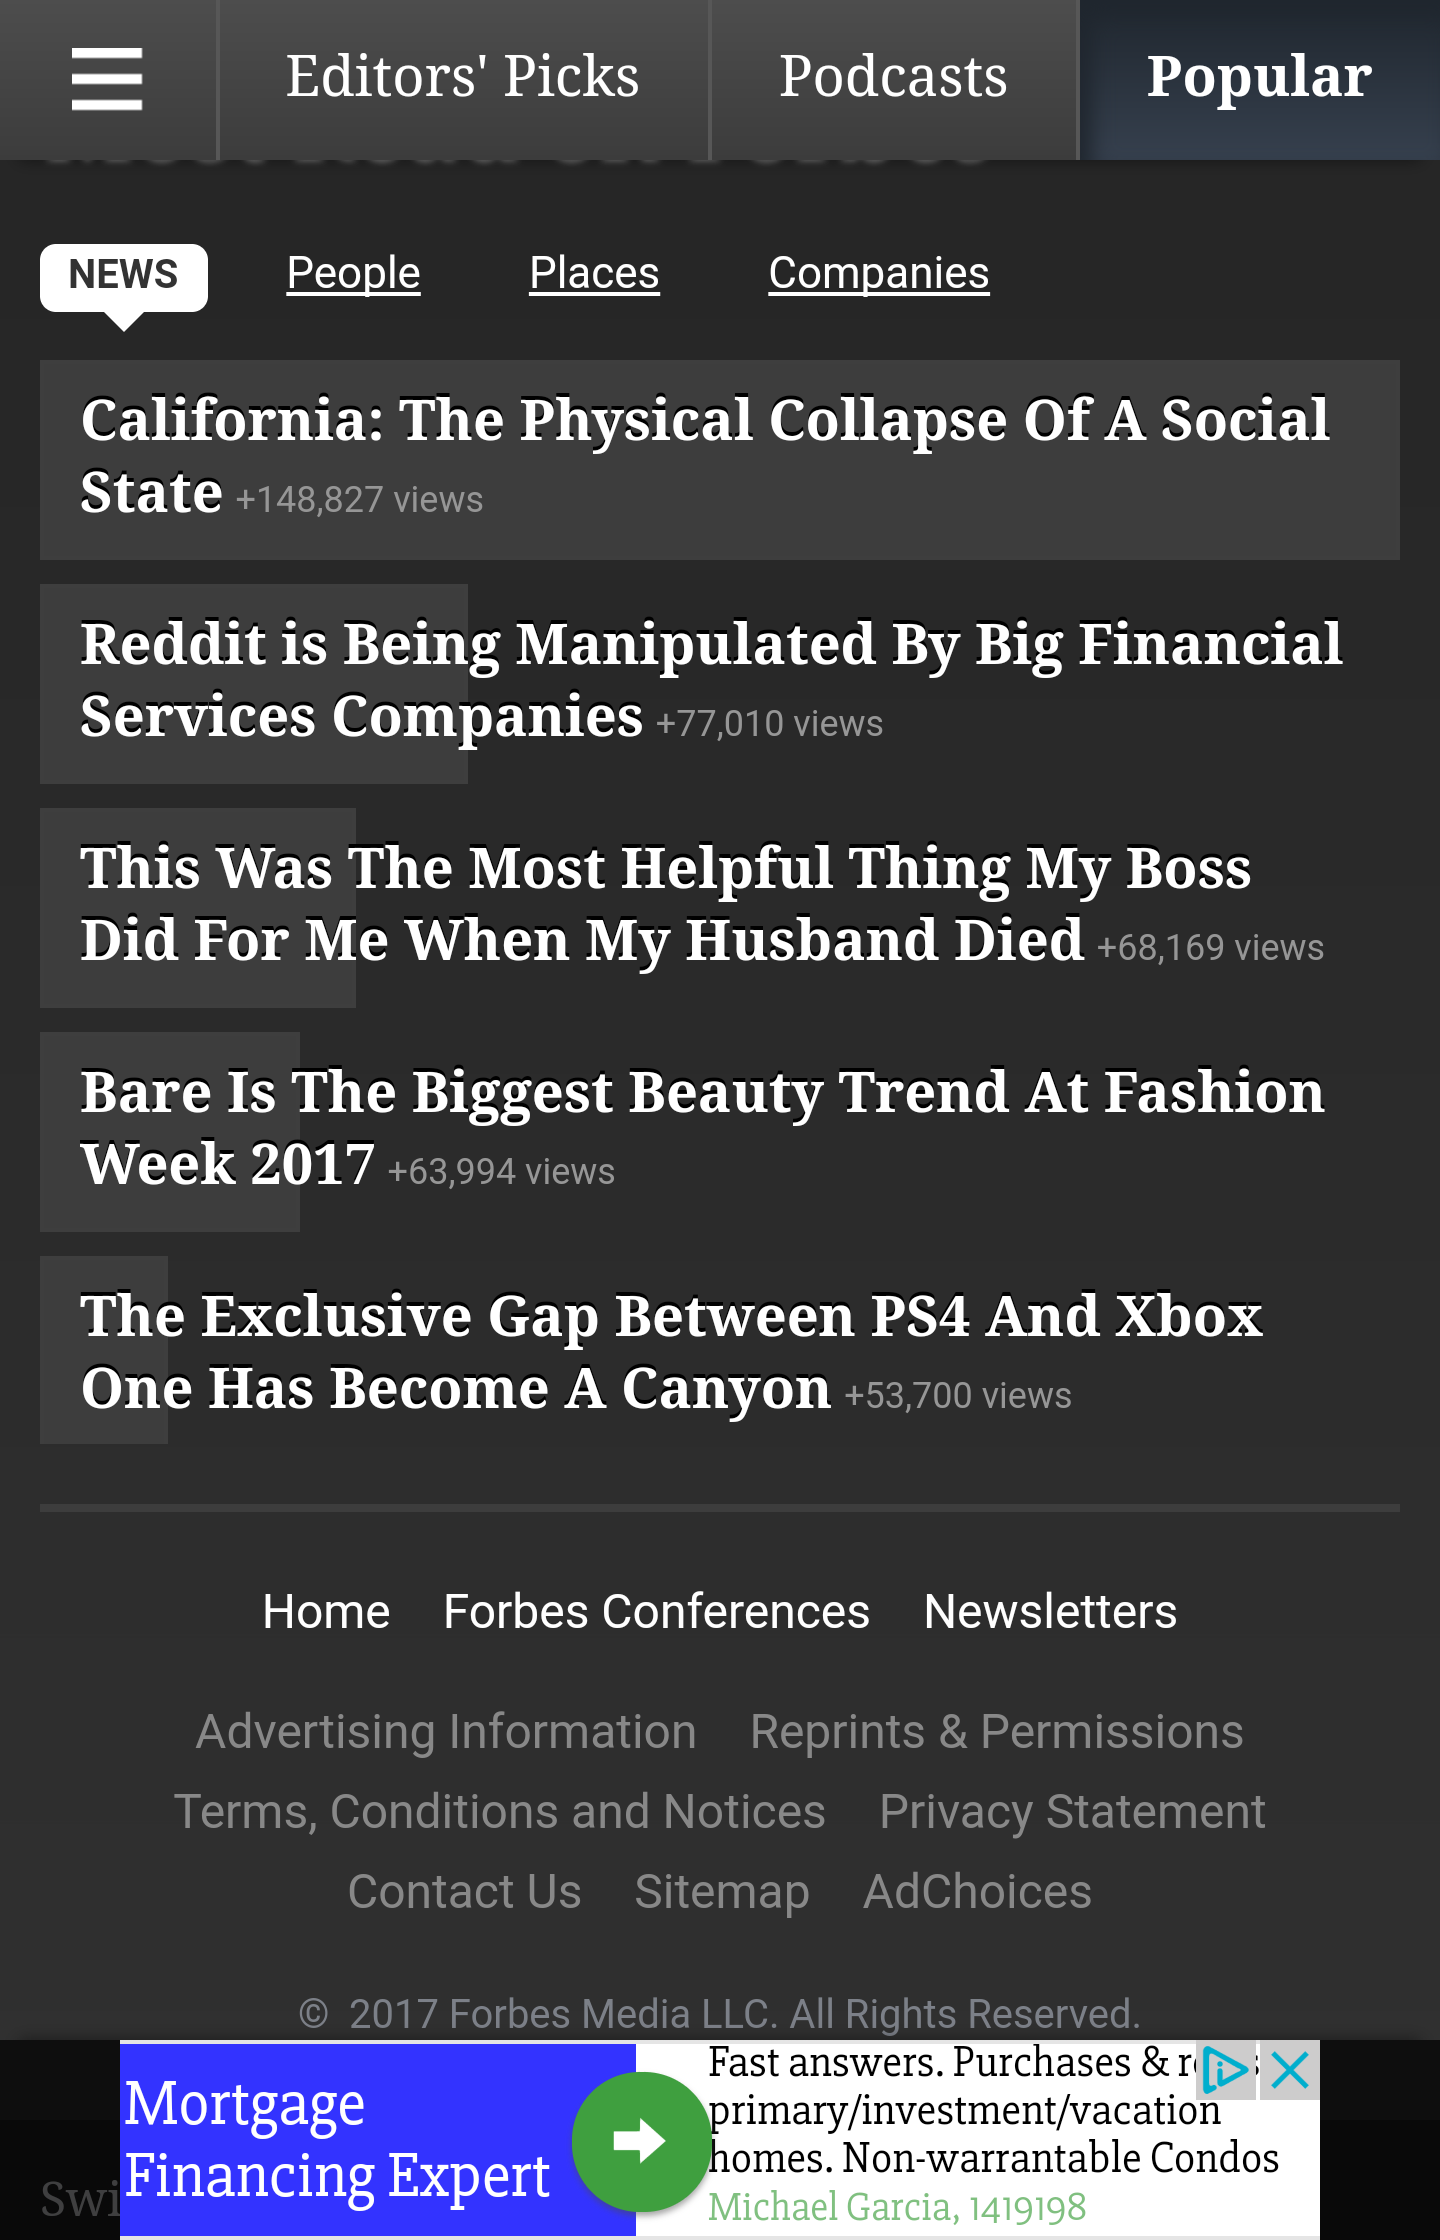 Editors' Picks Podcasts Popular
NEWS People Places Companies
California: The Physical Collapse Of A Social
State +148,827 views
Reddit is Being Manipulated By Big Financial
Services Companies +77,010 views
This Was The Most Helpful Thing My Boss
Did For Me When My Husband Died +68,169 views
Bare Is The Biggest Beauty Trend At Fashion
Week 2017 +63,994 views
The Exclusive Gap Between PS4 And Xbox
One Has Become A Canyon +53,700 views
Home Forbes Conferences Newsletters
Advertising Information Reprints & Permissions
Terms, Conditions and Notices Privacy Statement
Contact Us Sitemap AdChoices
© 2017 Forbes Media LLC. All Rights Reserved.
Mortgage
Financing Expert
Fast answers. Purchases &
primary/investment/vacation
homes. Non-warrantable Condos
Michael Garcia, 1419198